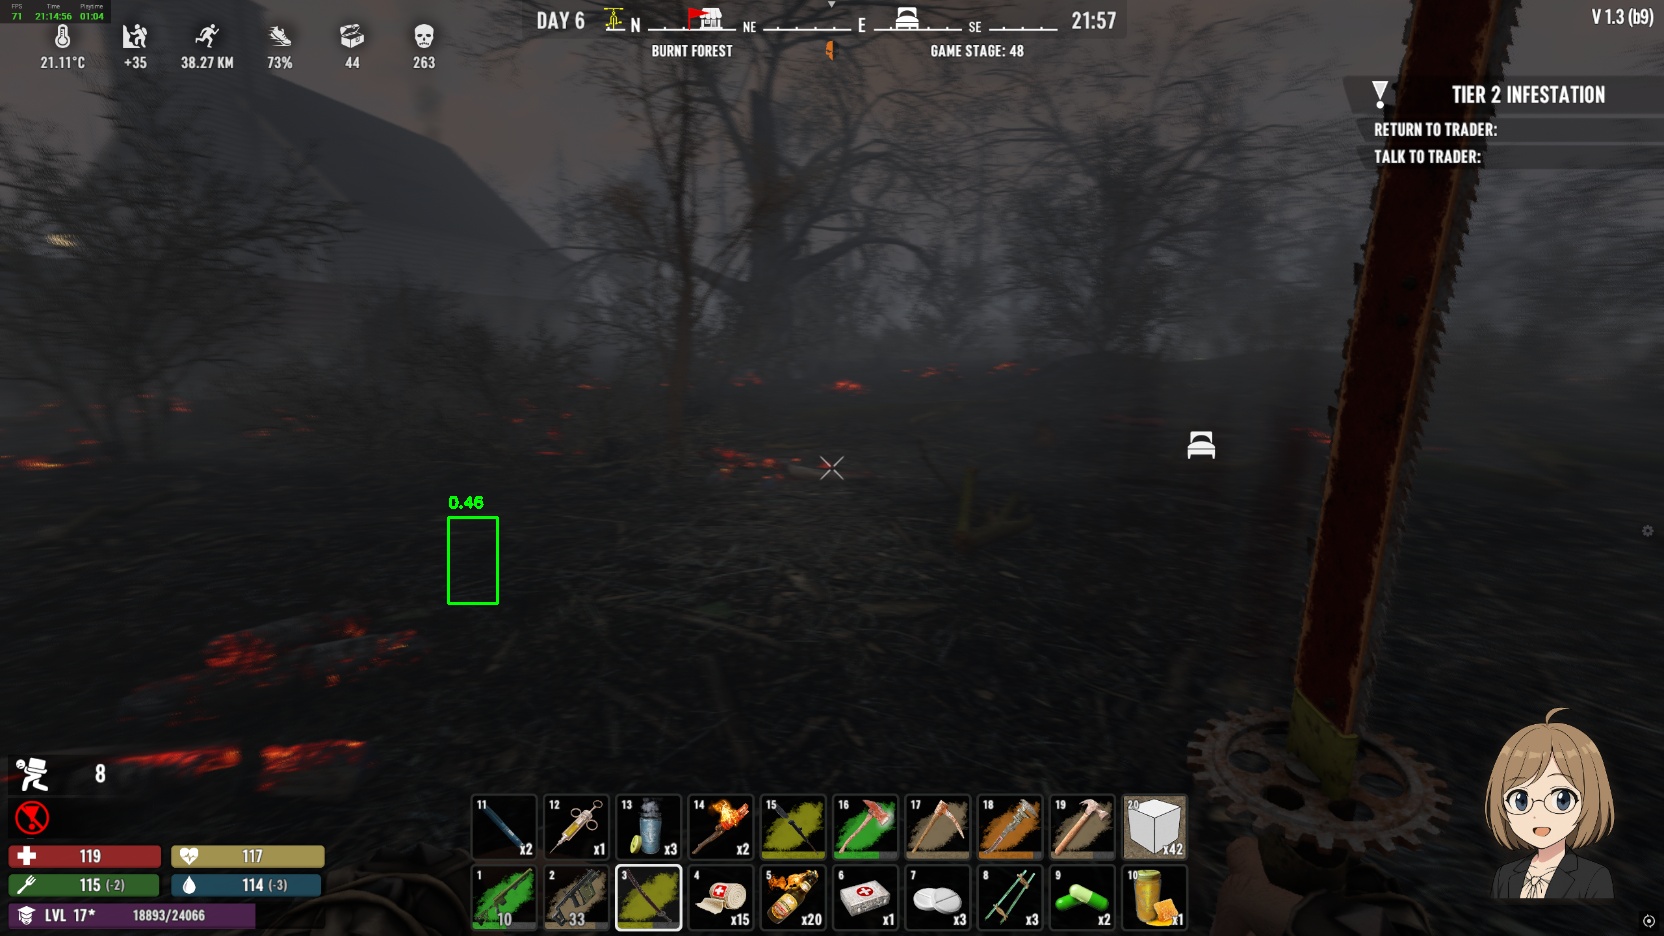 FPS Time Playtime
71 21:14:56 01:04
21.11°C +35 38.27 KM 73% 44 263
DAY 6 N NE E SE 21:57
BURNT FOREST GAME STAGE: 48
V 1.3 (b9)
TIER 2 INFESTATION
RETURN TO TRADER:
TALK TO TRADER:
0.46
8
119 117
115 (-2) 114 (-3)
LVL 17* 18893/24066
11 12 13 14 15 16 17 18 19 20
x2 x1 x3 x2 x42
1 2 3 4 5 6 7 8 9 10
10 33 x15 x20 x1 x3 x3 x2 x1